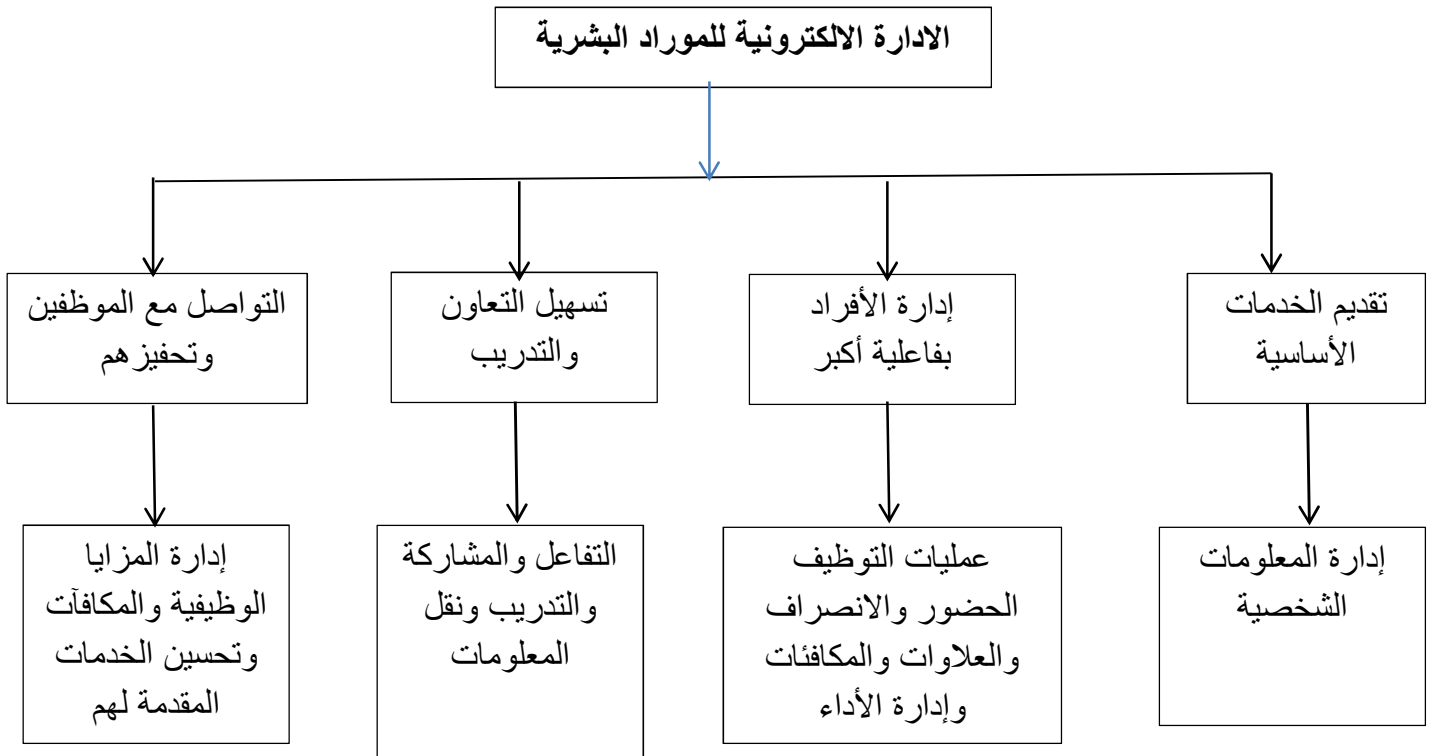 الادارة الالكترونية للموراد البشرية
تقديم الخدمات
الأساسية
إدارة الأفراد
بفاعلية أكبر
تسهيل التعاون
والتدريب
التواصل مع الموظفين
وتحفيزهم
إدارة المعلومات
الشخصية
عمليات التوظيف
الحضور والانصراف
والعلاوات والمكافئات
وإدارة الأداء
التفاعل والمشاركة
والتدريب ونقل
المعلومات
إدارة المزايا
الوظيفية والمكافآت
وتحسين الخدمات
المقدمة لهم